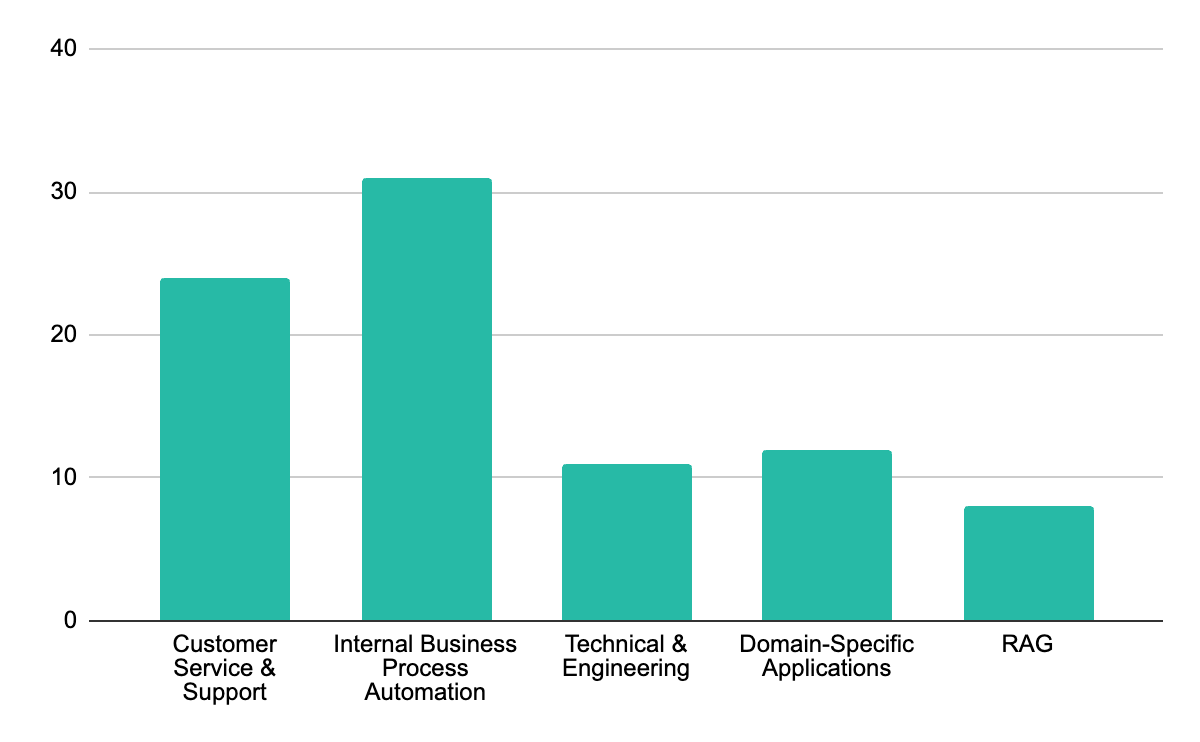 40
30
20
10
0
Customer
Service &
Support
Internal Business
Process
Automation
Technical &
Engineering
Domain-Specific
Applications
RAG